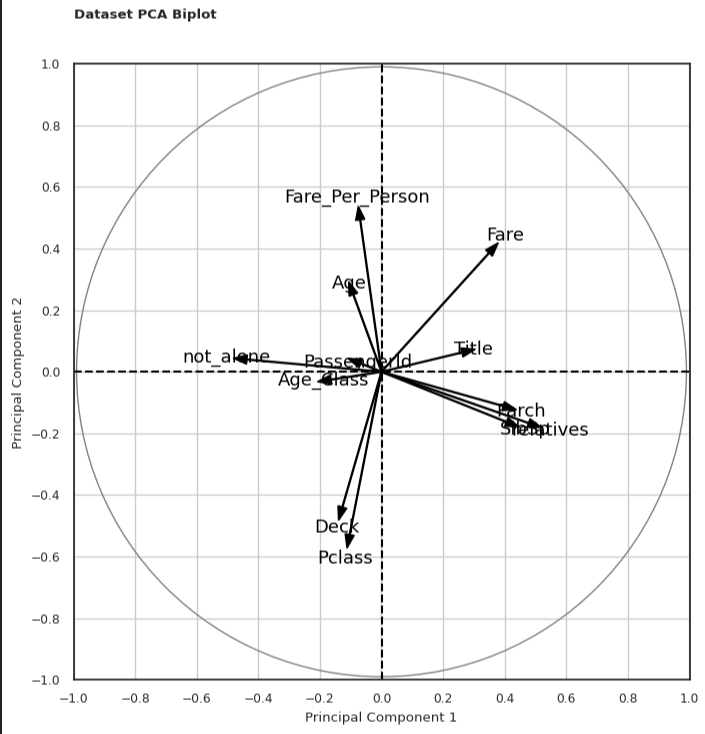 Dataset PCA Biplot
1.0
0.8
0.6
Fare_Per_Person
0.4
Fare
Age
0.2
Title
not_alone
PassengerId
0.0
Age_Class
Parch
SibSp
relatives
−0.2
−0.4
Deck
−0.6
Pclass
−0.8
−1.0
−1.0 −0.8 −0.6 −0.4 −0.2 0.0 0.2 0.4 0.6 0.8 1.0
Principal Component 1
Principal Component 2